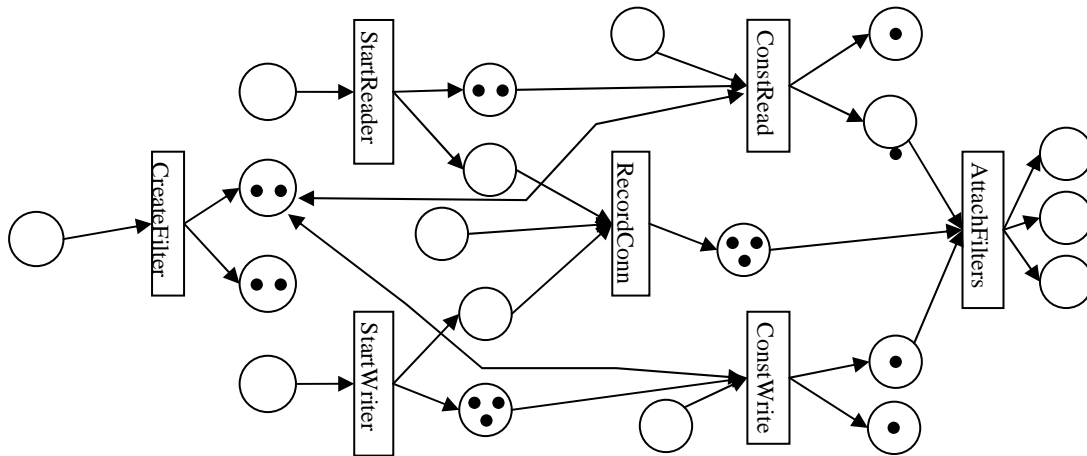 CreateFilter
StartReader
StartWriter
RecordConn
ConstRead
ConstWrite
AttachFilters